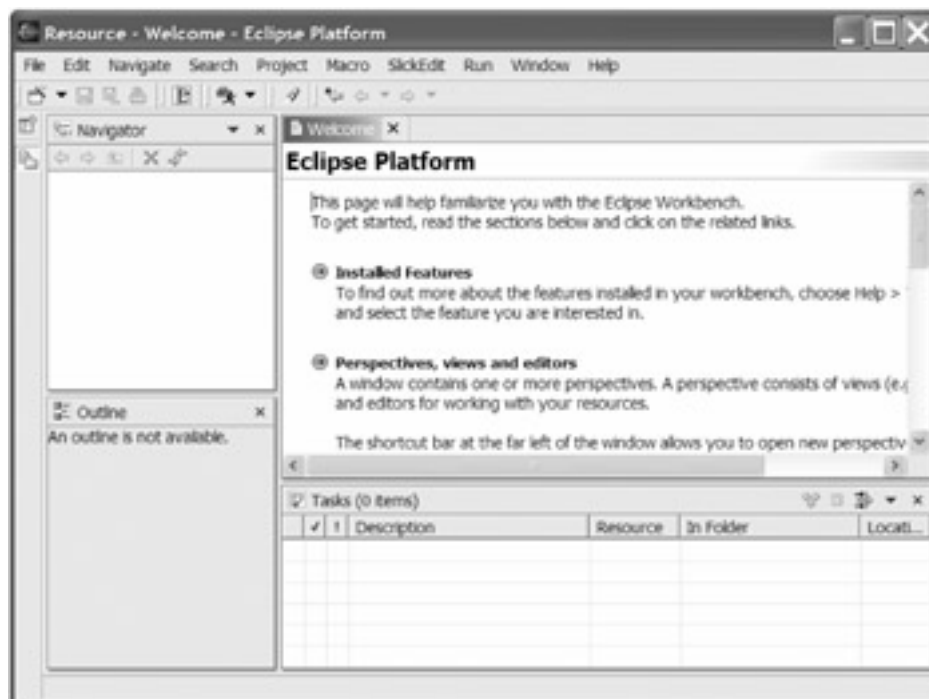 Resource - Welcome - Eclipse Platform
File Edit Navigate Search Project Macro SlickEdit Run Window Help
Navigator
Welcome
Eclipse Platform
This page will help familiarize you with the Eclipse Workbench.
To get started, read the sections below and click on the related links.
Installed Features
To find out more about the features installed in your workbench, choose Help >
and select the feature you are interested in.
Perspectives, views and editors
A window contains one or more perspectives. A perspective consists of views (e.g
and editors for working with your resources.
The shortcut bar at the far left of the window allows you to open new perspectiv
Outline
An outline is not available.
Tasks (0 items)
! Description Resource In Folder Locati...